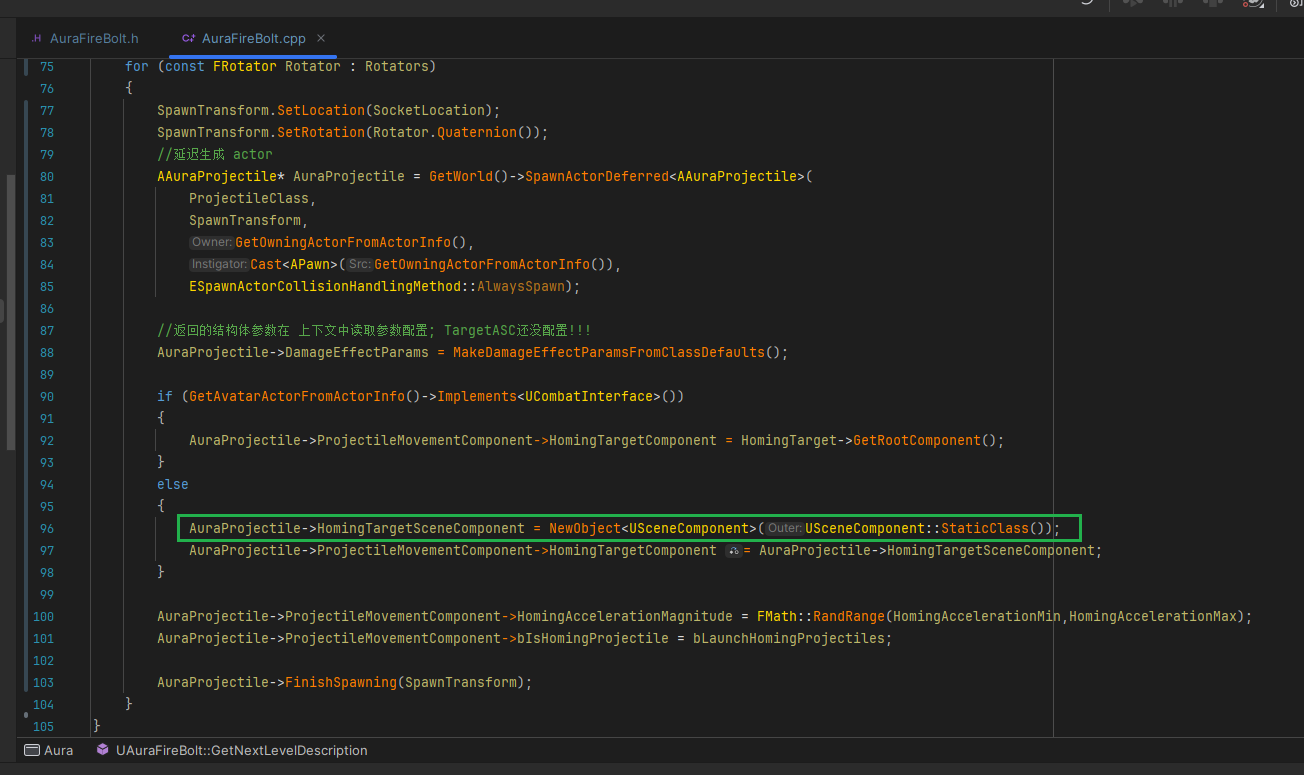 AuraFireBolt.h
AuraFireBolt.cpp
75 for (const FRotator Rotator : Rotators)
76 {
77 SpawnTransform.SetLocation(SocketLocation);
78 SpawnTransform.SetRotation(Rotator.Quaternion());
79 //延迟生成 actor
80 AAuraProjectile* AuraProjectile = GetWorld()->SpawnActorDeferred<AAuraProjectile>(
81 ProjectileClass,
82 SpawnTransform,
83 Owner: GetOwningActorFromActorInfo(),
84 Instigator: Cast<APawn>( Src: GetOwningActorFromActorInfo()),
85 ESpawnActorCollisionHandlingMethod::AlwaysSpawn);
86
87 //返回的结构体参数在 上下文中读取参数配置; TargetASC还没配置!!!
88 AuraProjectile->DamageEffectParams = MakeDamageEffectParamsFromClassDefaults();
89
90 if (GetAvatarActorFromActorInfo()->Implements<UCombatInterface>())
91 {
92 AuraProjectile->ProjectileMovementComponent->HomingTargetComponent = HomingTarget->GetRootComponent();
93 }
94 else
95 {
96 AuraProjectile->HomingTargetSceneComponent = NewObject<USceneComponent>( Outer: USceneComponent::StaticClass());
97 AuraProjectile->ProjectileMovementComponent->HomingTargetComponent = AuraProjectile->HomingTargetSceneComponent;
98 }
99
100 AuraProjectile->ProjectileMovementComponent->HomingAccelerationMagnitude = FMath::RandRange(HomingAccelerationMin,HomingAccelerationMax);
101 AuraProjectile->ProjectileMovementComponent->bIsHomingProjectile = bLaunchHomingProjectiles;
102
103 AuraProjectile->FinishSpawning(SpawnTransform);
104 }
105 }
Aura UAuraFireBolt::GetNextLevelDescription